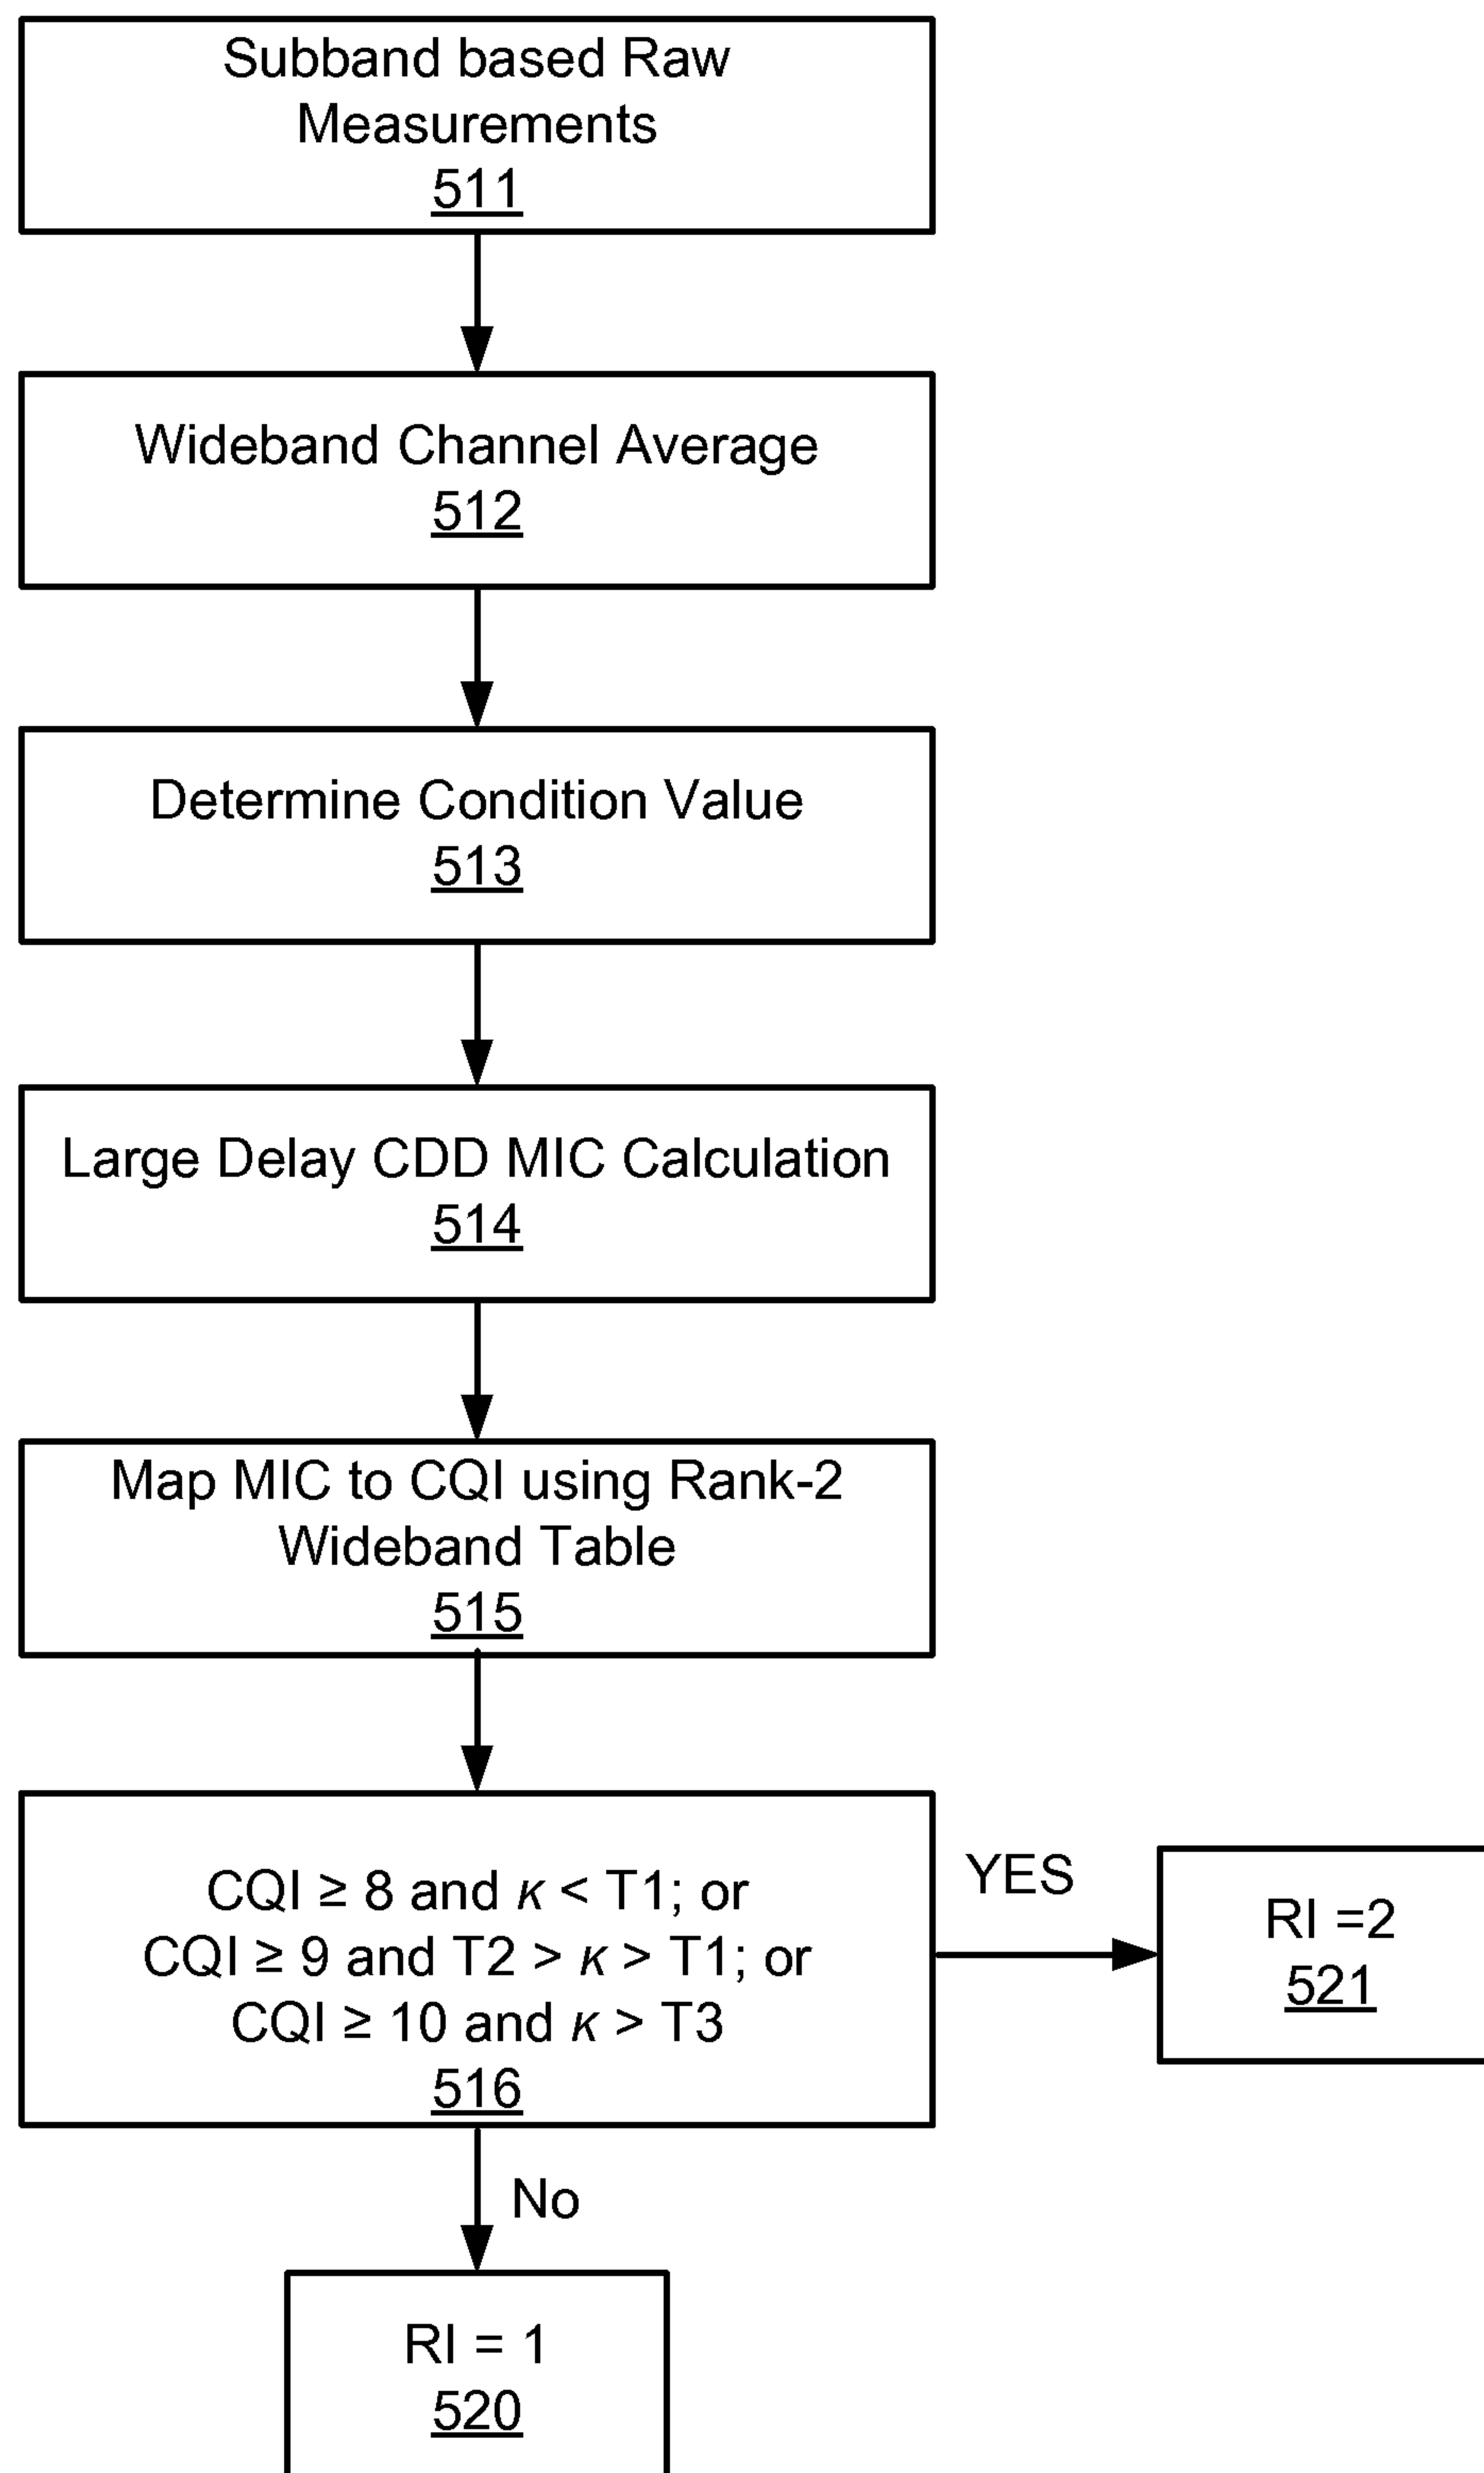 Subband based Raw
Measurements
511
Wideband Channel Average
512
Determine Condition Value
513
Large Delay CDD MIC Calculation
514
Map MIC to CQI using Rank-2
Wideband Table
515
CQI ≥ 8 and κ < T1; or
CQI ≥ 9 and T2 > κ > T1; or
CQI ≥ 10 and κ > T3
516
YES
RI =2
521
No
RI = 1
520